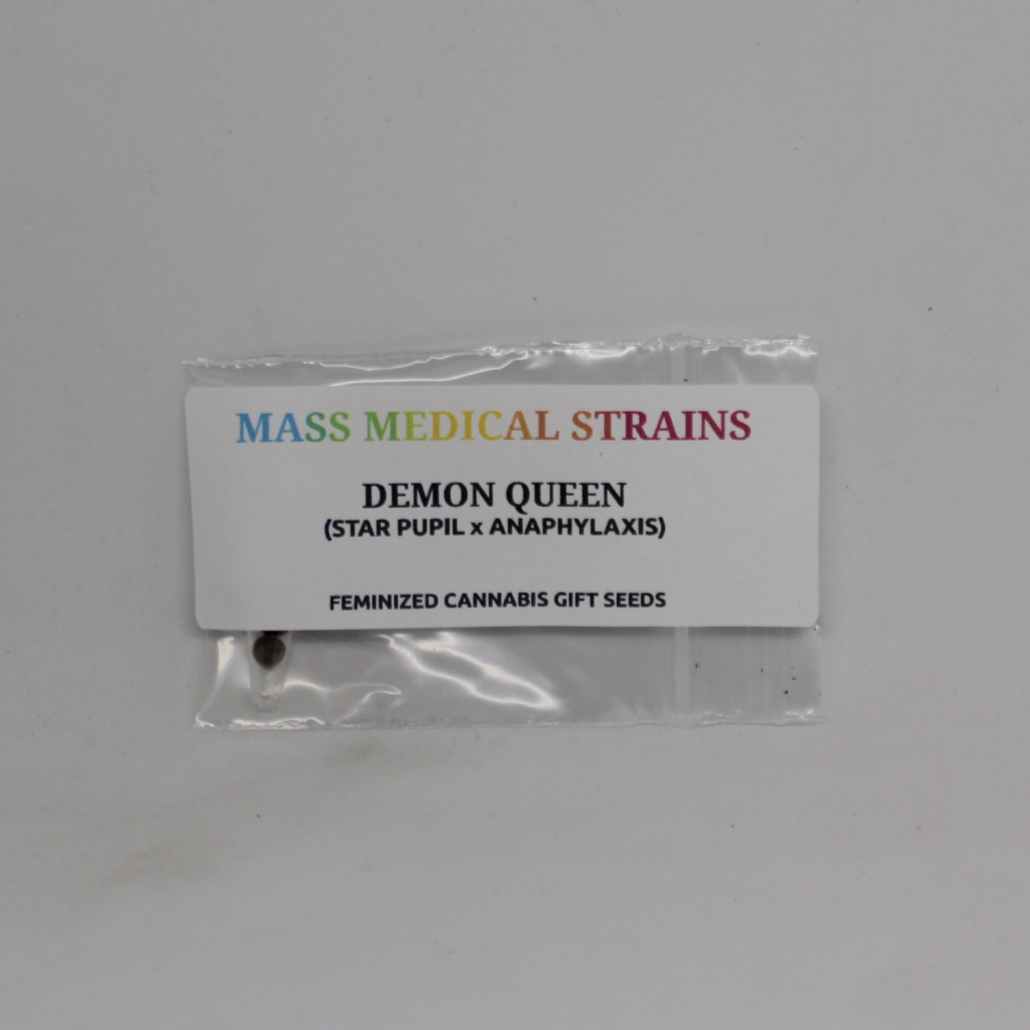 MASS MEDICAL STRAINS
DEMON QUEEN
(STAR PUPIL x ANAPHYLAXIS)
FEMINIZED CANNABIS GIFT SEEDS